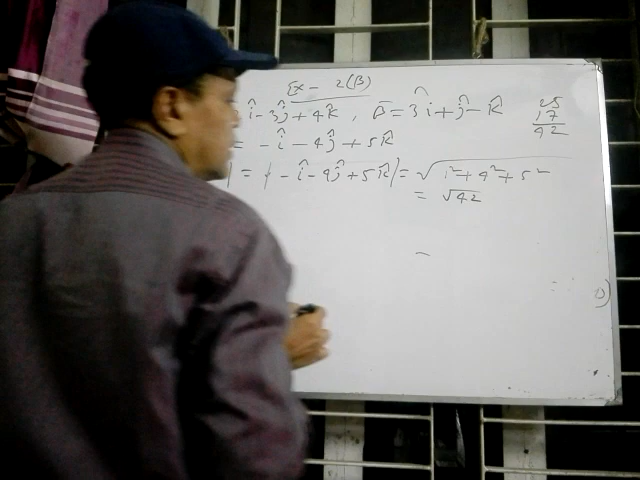 Ex - 2(B)
î - 3ĵ + 4k̂ , B̄ = 3î + ĵ - k̂
= - î - 4ĵ + 5k̂
| = | - î - 4ĵ + 5k̂ | = √1² + 4² + 5²
= √42
25
17
42